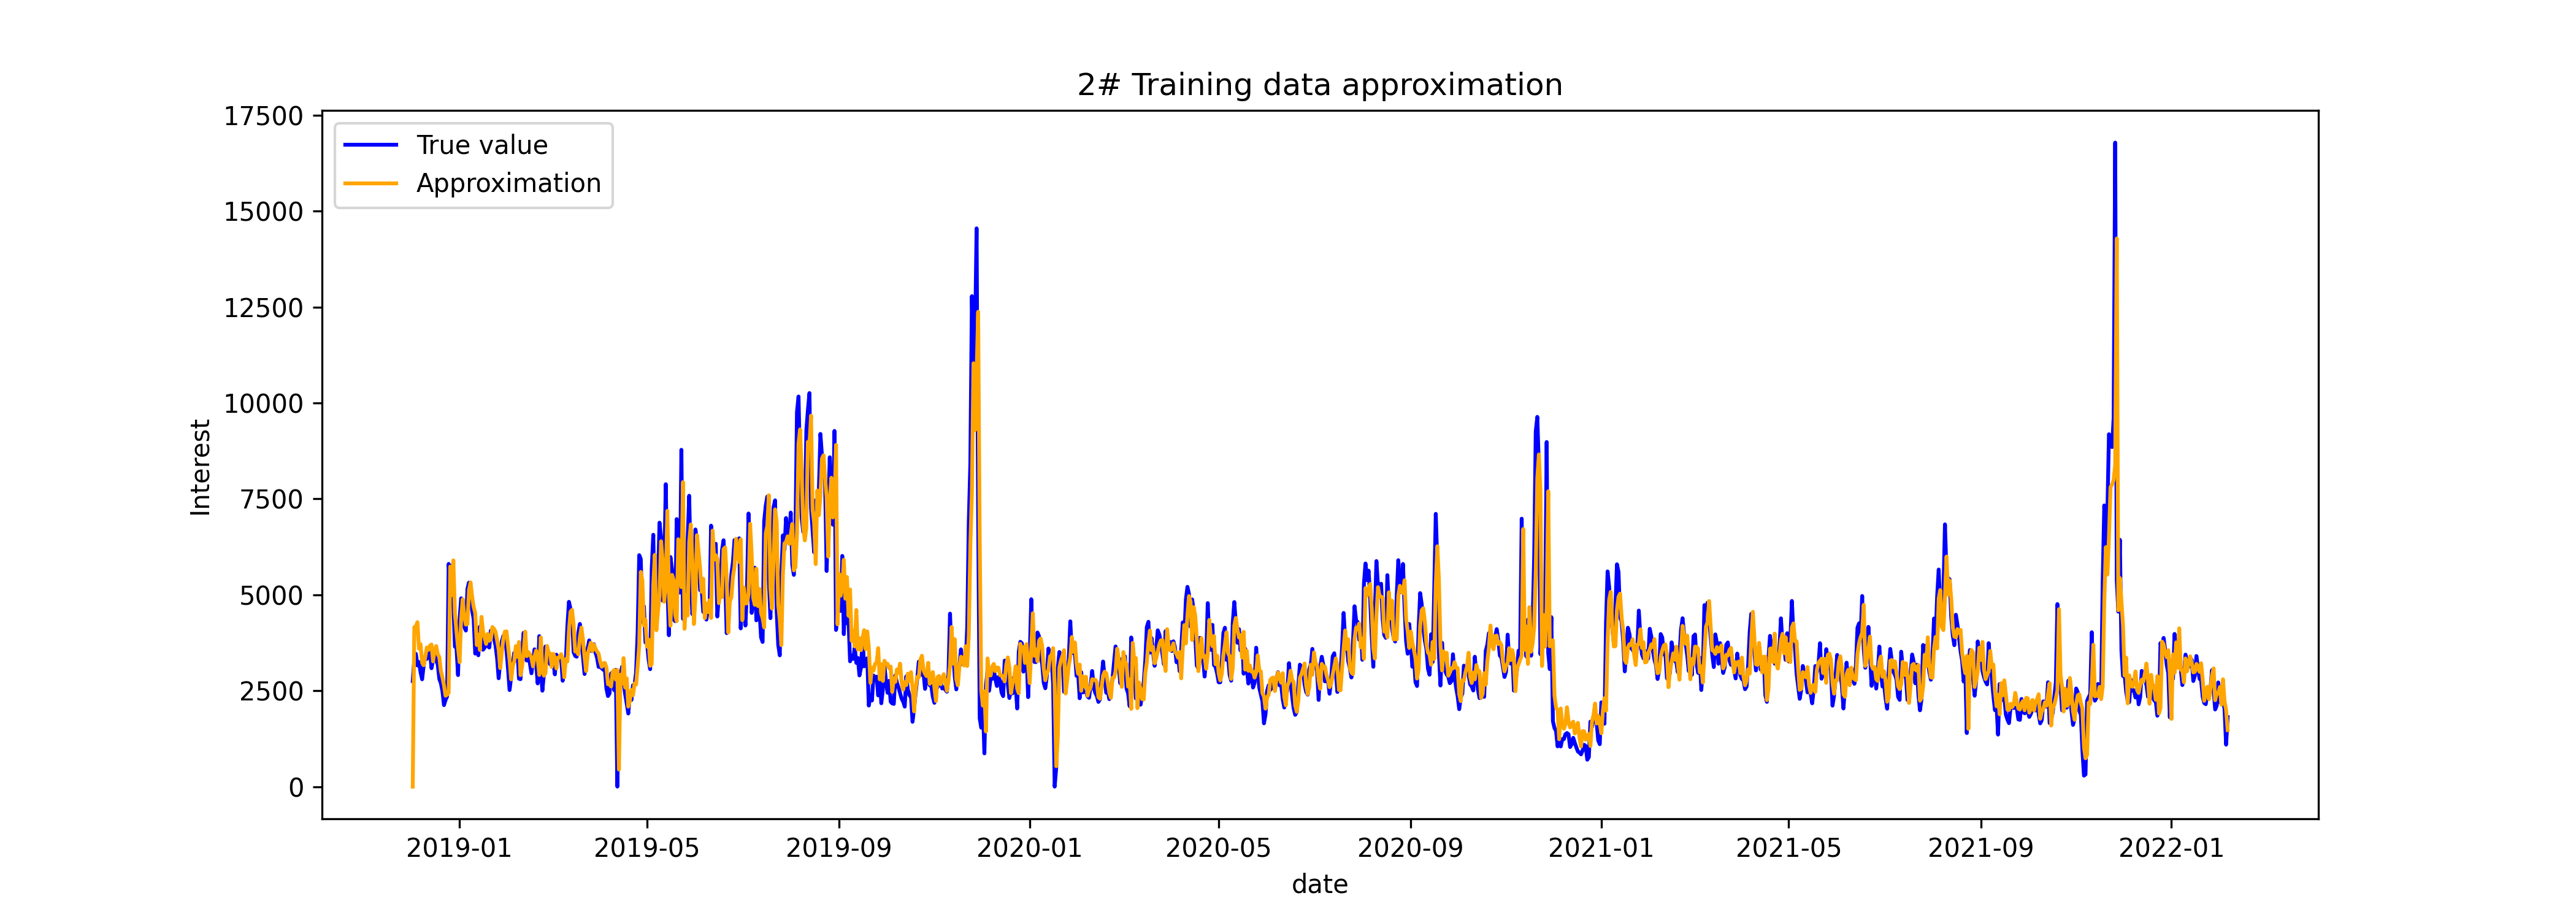 2# Training data approximation
17500
15000
12500
10000
7500
5000
2500
0
Interest
True value
Approximation
2019-01 2019-05 2019-09 2020-01 2020-05 2020-09 2021-01 2021-05 2021-09 2022-01
date